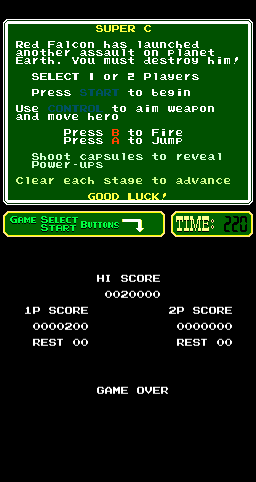 SUPER C
Red Falcon has launched
another assault on planet
Earth. You must destroy him!
SELECT 1 or 2 Players
Press START to begin
Use CONTROL to aim weapon
and move hero
Press B to Fire
Press A to Jump
Shoot capsules to reveal
Power-ups
Clear each stage to advance
GOOD LUCK!
GAME SELECT
START BUTTONS
TIME: 220
HI SCORE
0020000
1P SCORE 2P SCORE
0000200 0000000
REST 00 REST 00
GAME OVER